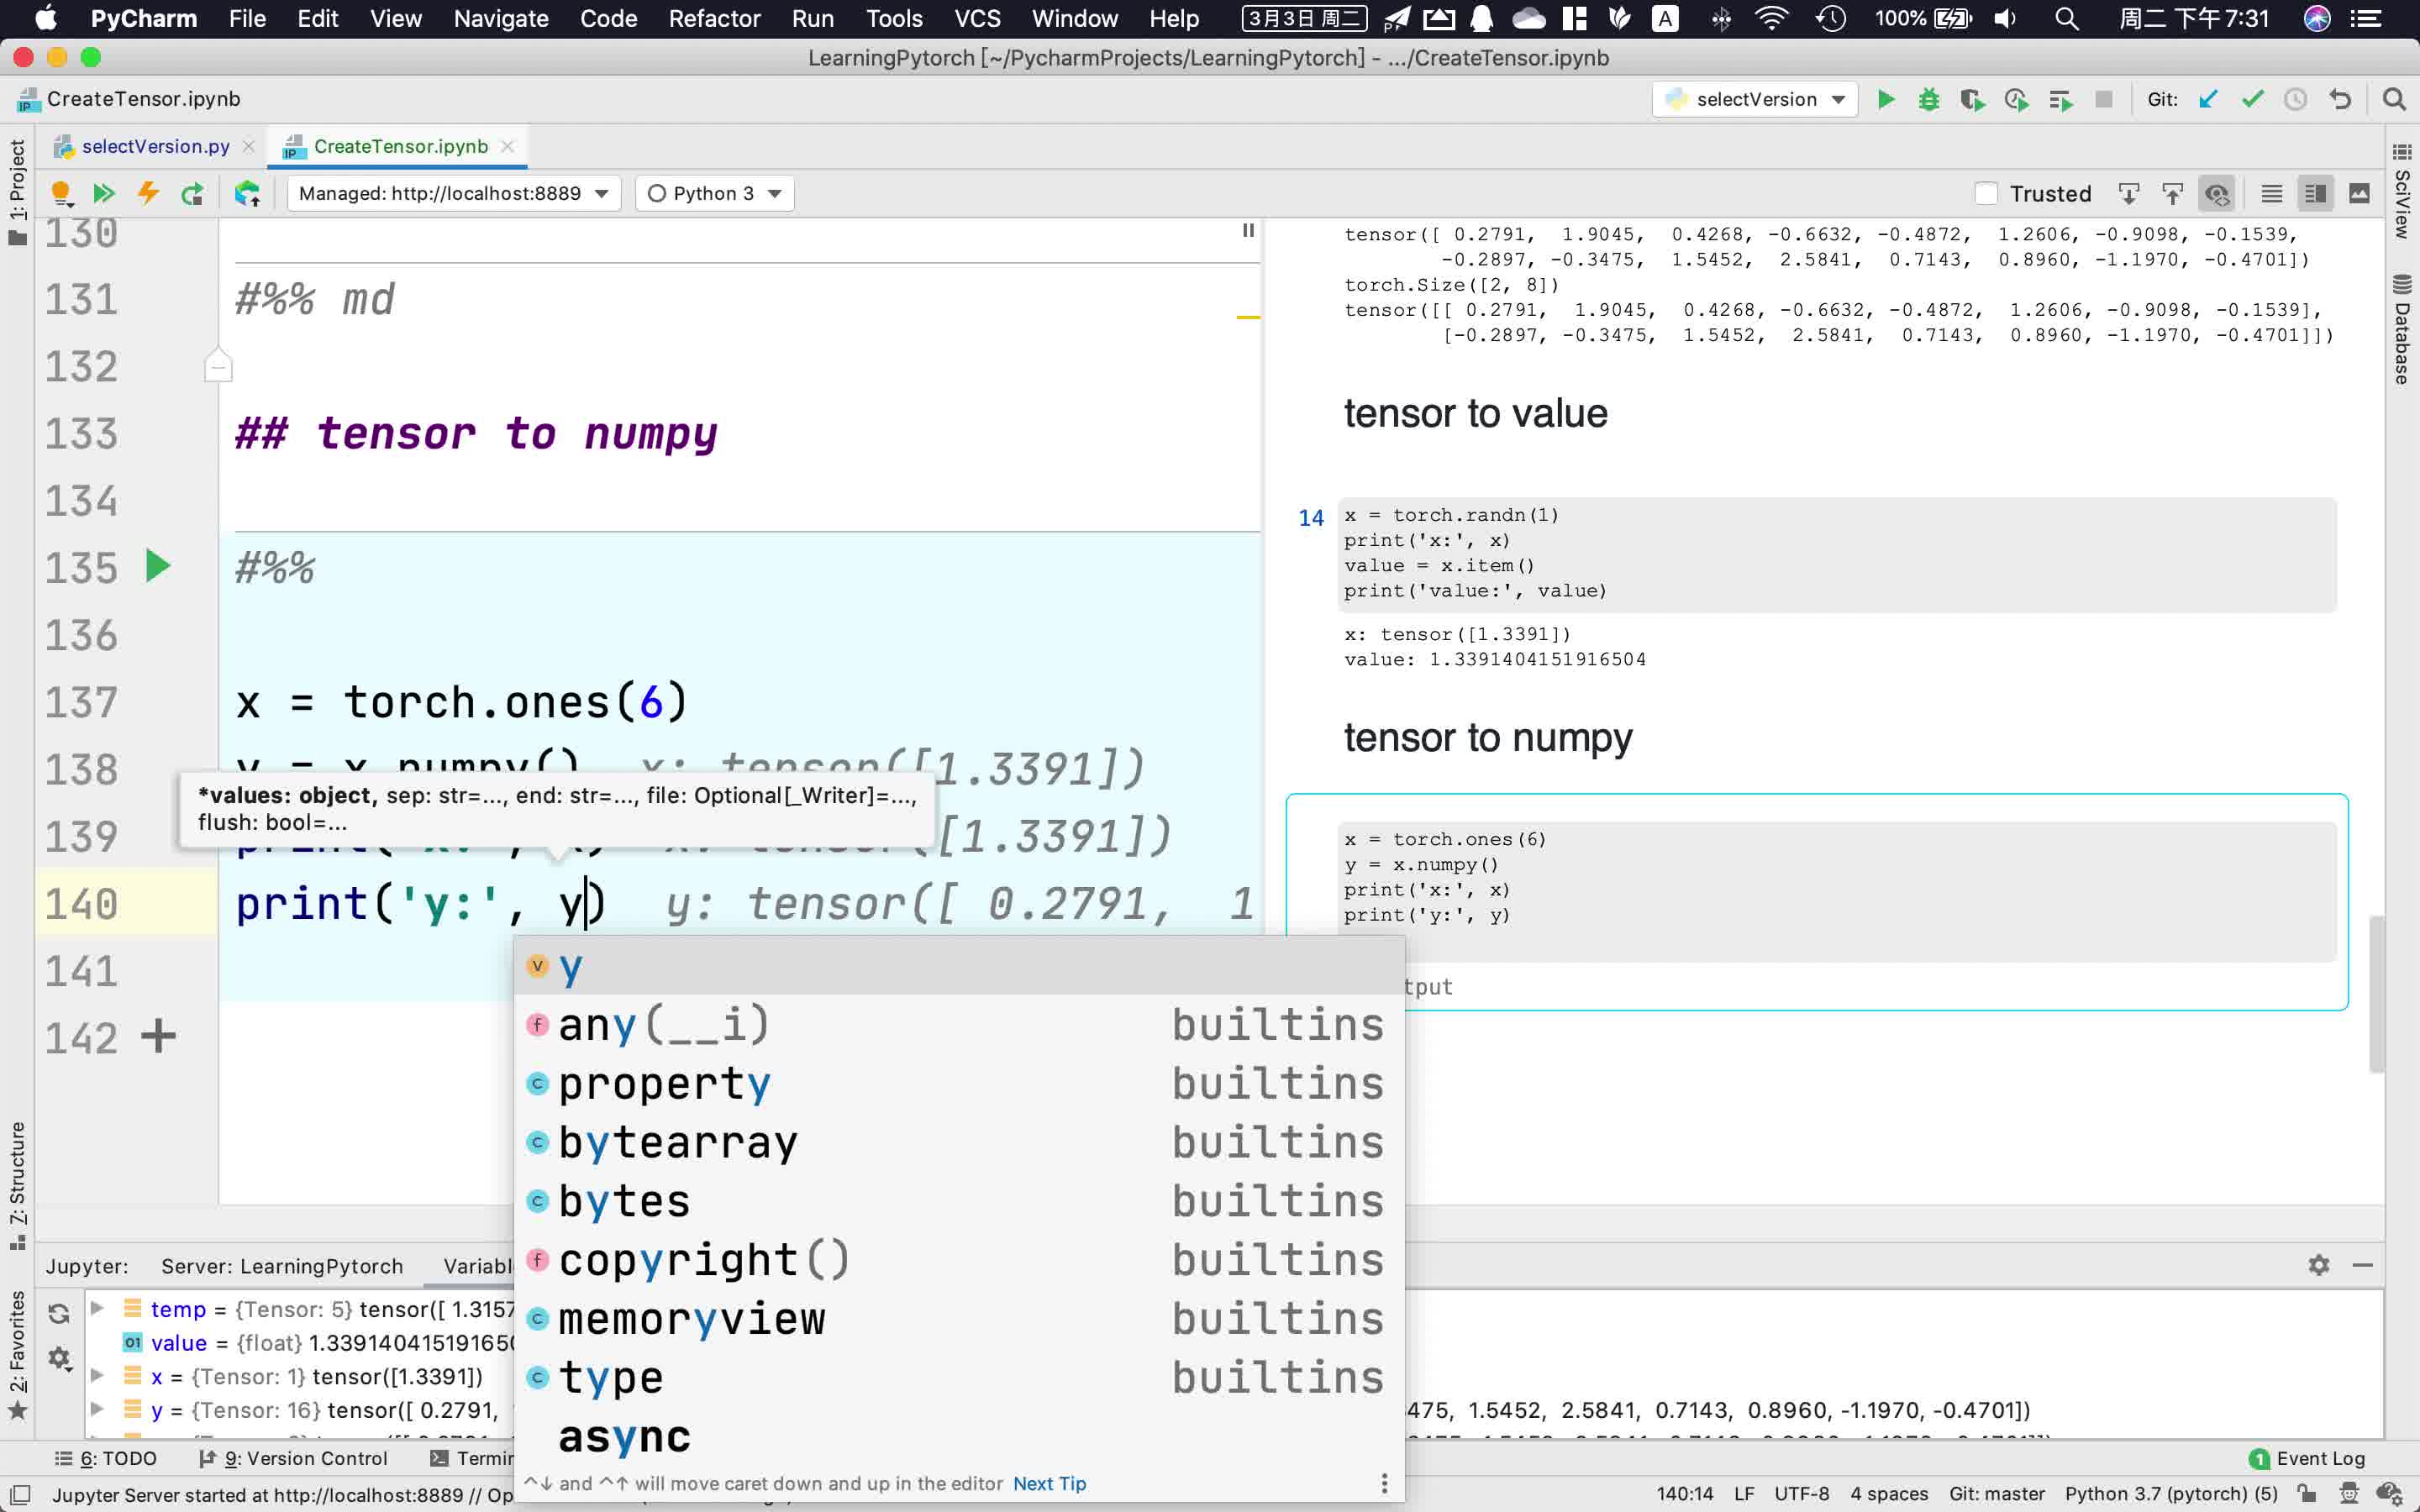 PyCharm File Edit View Navigate Code Refactor Run Tools VCS Window Help 3月3日 周二 A 100% 周二 下午7:31
LearningPytorch [~/PycharmProjects/LearningPytorch] - .../CreateTensor.ipynb
CreateTensor.ipynb selectVersion Git:
selectVersion.py CreateTensor.ipynb
Managed: http://localhost:8889 Python 3 Trusted
1: Project
Z: Structure
2: Favorites
SciView
Database
130
131 #%% md
132
133 ## tensor to numpy
134
135 #%%
136
137 x = torch.ones(6)
138 y = x.numpy() x: tensor([1.3391])
*values: object, sep: str=..., end: str=..., file: Optional[_Writer]=...,
flush: bool=...
139 [1.3391])
140 print('y:', y) y: tensor([ 0.2791, 1
141
142
y
any(__i) builtins
property builtins
bytearray builtins
bytes builtins
copyright() builtins
memoryview builtins
type builtins
async
^↓ and ^↑ will move caret down and up in the editor Next Tip
tensor([ 0.2791, 1.9045, 0.4268, -0.6632, -0.4872, 1.2606, -0.9098, -0.1539,
-0.2897, -0.3475, 1.5452, 2.5841, 0.7143, 0.8960, -1.1970, -0.4701])
torch.Size([2, 8])
tensor([[ 0.2791, 1.9045, 0.4268, -0.6632, -0.4872, 1.2606, -0.9098, -0.1539],
[-0.2897, -0.3475, 1.5452, 2.5841, 0.7143, 0.8960, -1.1970, -0.4701]])
tensor to value
14 x = torch.randn(1)
print('x:', x)
value = x.item()
print('value:', value)
x: tensor([1.3391])
value: 1.3391404151916504
tensor to numpy
x = torch.ones(6)
y = x.numpy()
print('x:', x)
print('y:', y)
tput
Jupyter: Server: LearningPytorch Variabl
temp = {Tensor: 5} tensor([ 1.3157
value = {float} 1.339140415191650
x = {Tensor: 1} tensor([1.3391])
y = {Tensor: 16} tensor([ 0.2791, 3475, 1.5452, 2.5841, 0.7143, 0.8960, -1.1970, -0.4701])
6: TODO 9: Version Control Termin 1 Event Log
Jupyter Server started at http://localhost:8889 // Op 140:14 LF UTF-8 4 spaces Git: master Python 3.7 (pytorch) (5)